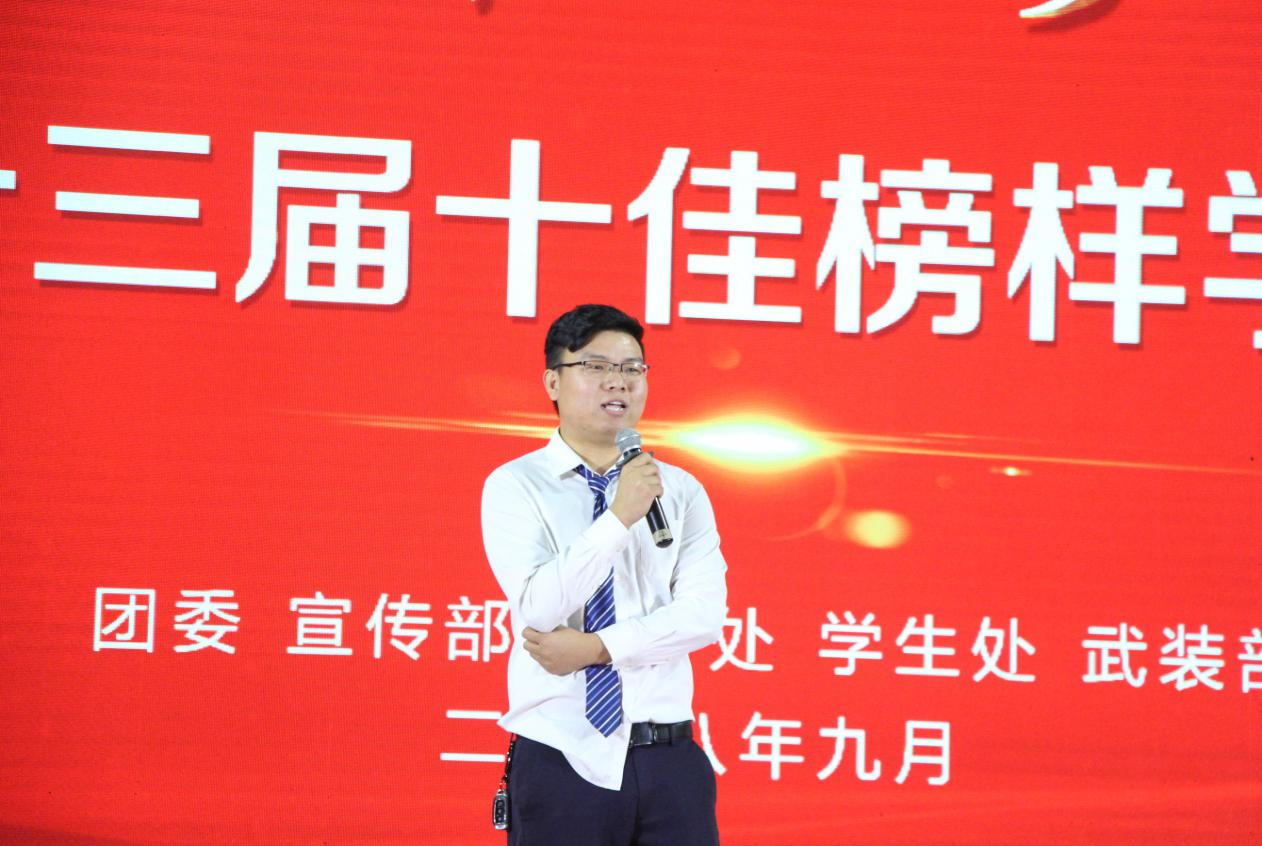 三届十佳榜样
团委 宣传部 处 学生处 武装部
二 八年九月